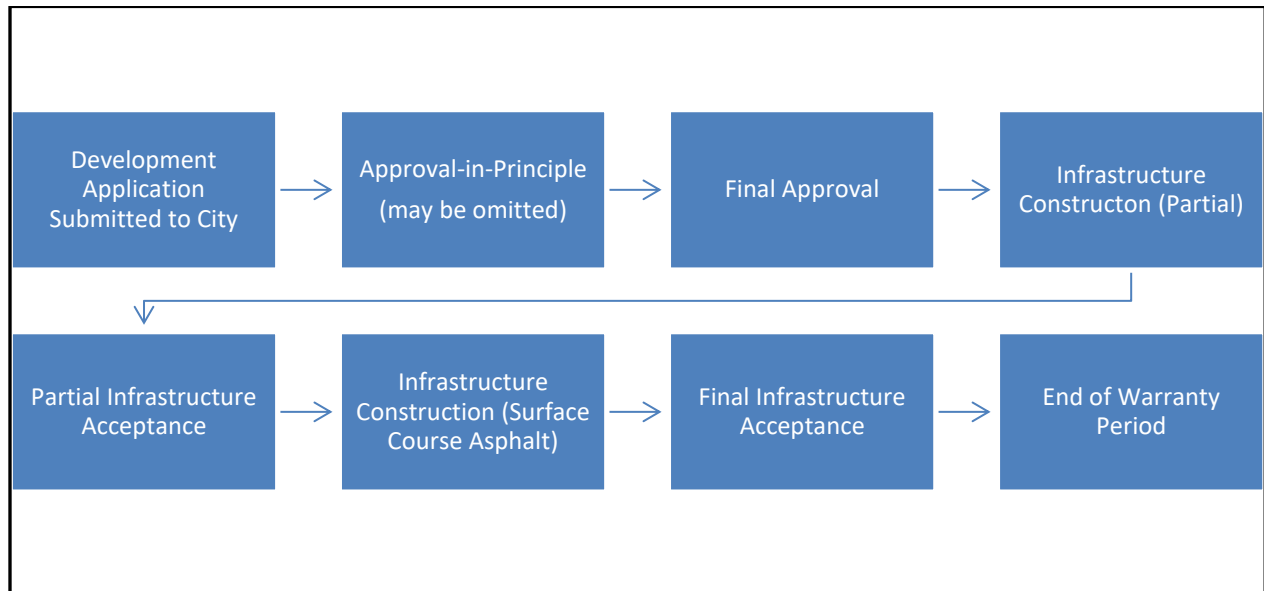 Development
Application
Submitted to City
Approval-in-Principle
(may be omitted)
Final Approval
Infrastructure
Constructon (Partial)
Partial Infrastructure
Acceptance
Infrastructure
Construction (Surface
Course Asphalt)
Final Infrastructure
Acceptance
End of Warranty
Period